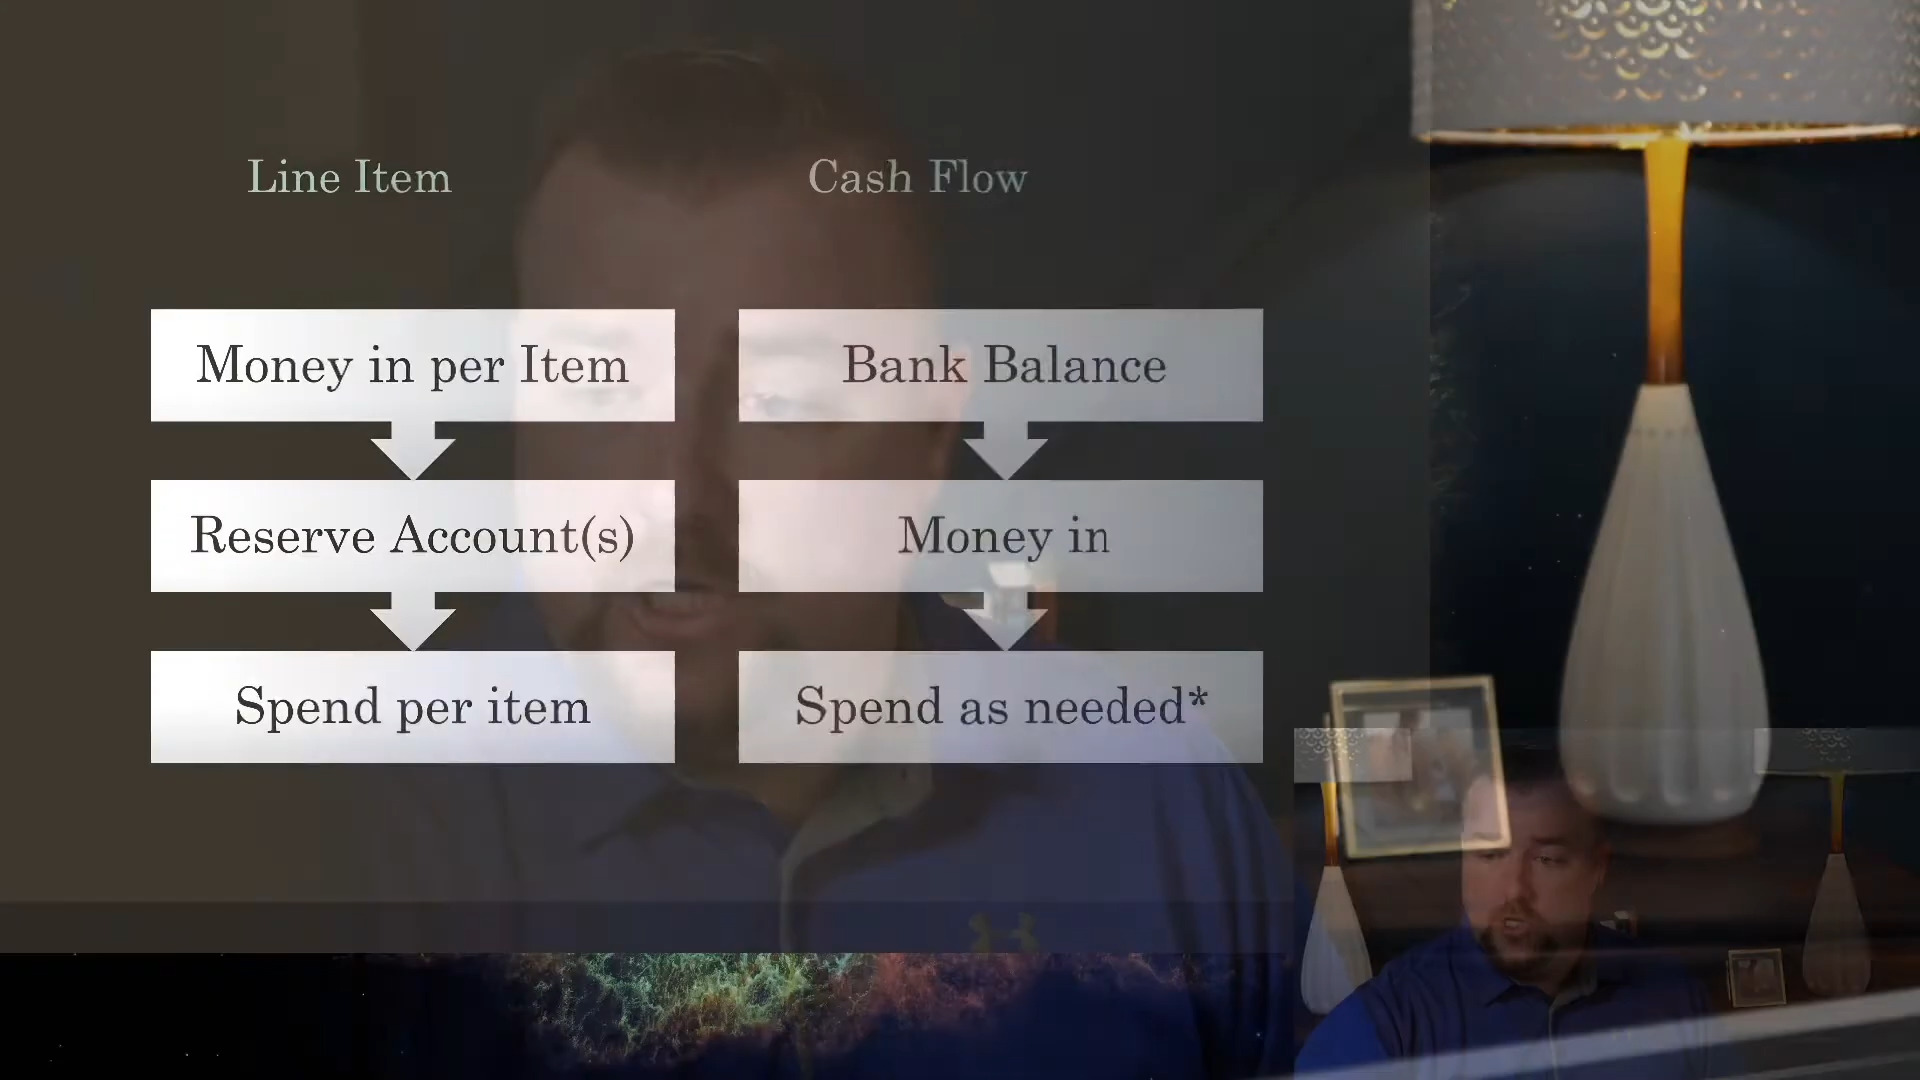 Line Item
Cash Flow
Money in per Item
Bank Balance
Reserve Account(s)
Money in
Spend per item
Spend as needed*